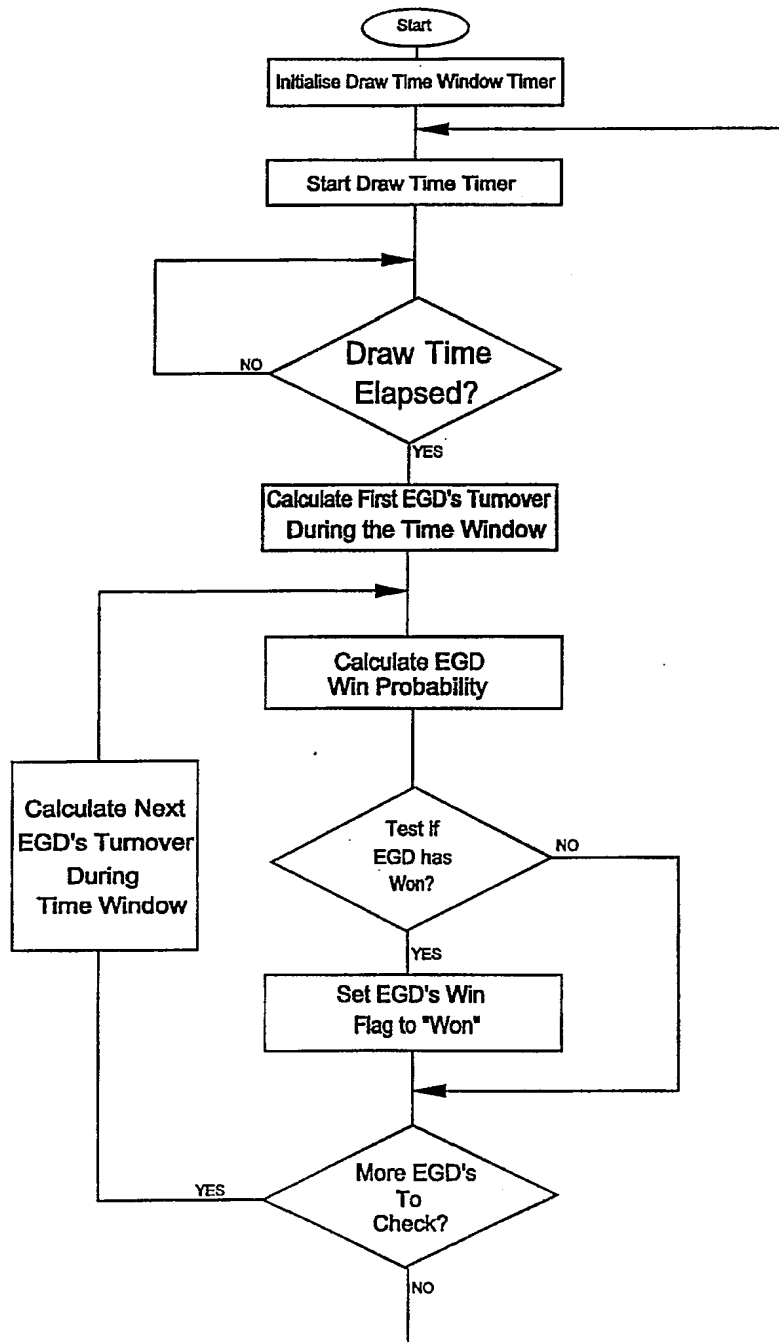 Start
Initialise Draw Time Window Timer
Start Draw Time Timer
Draw Time
Elapsed?
NO
YES
Calculate First EGD's Turnover
During the Time Window
Calculate EGD
Win Probability
Calculate Next
EGD's Turnover
During
Time Window
Test if
EGD has
Won?
NO
YES
Set EGD's Win
Flag to "Won"
More EGD's
To
Check?
YES
NO